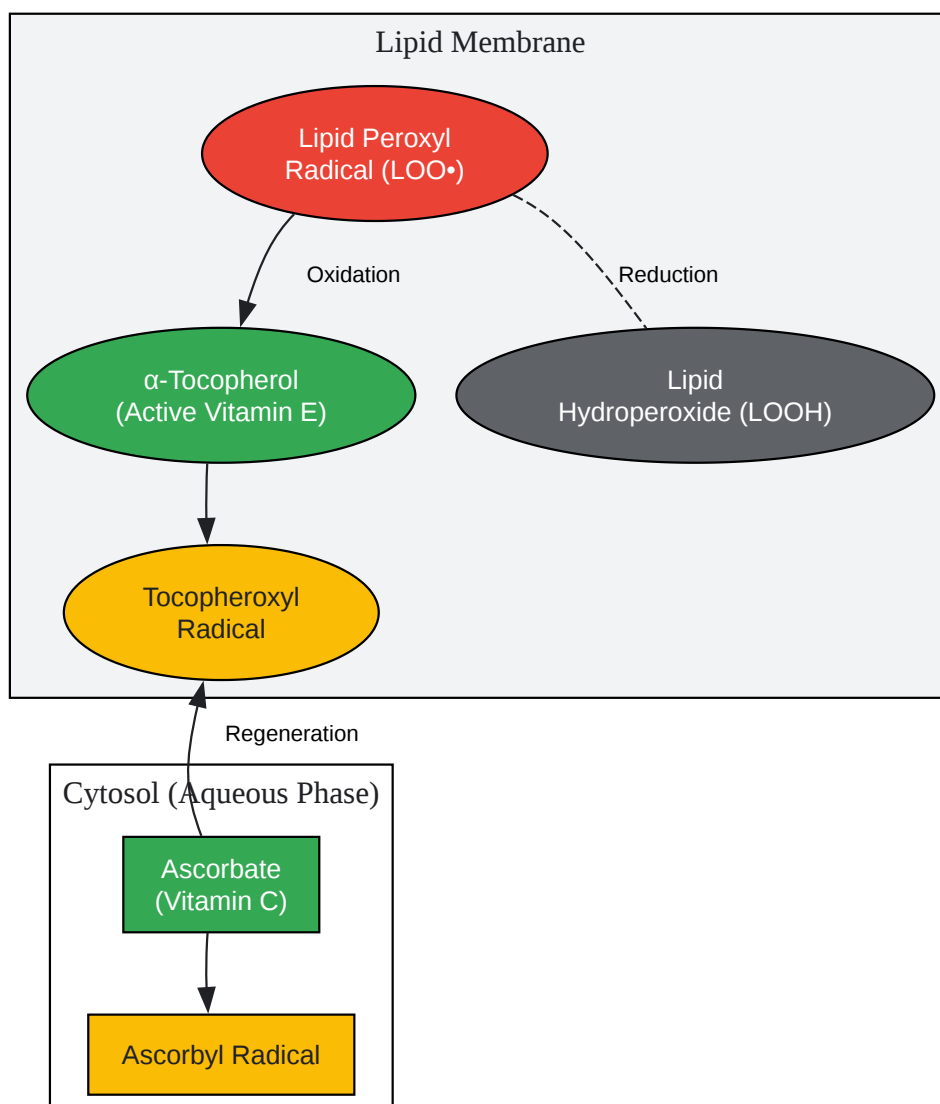 Lipid Membrane
Lipid Peroxyl
Radical (LOO•)
Oxidation
Reduction
α-Tocopherol
(Active Vitamin E)
Lipid
Hydroperoxide (LOOH)
Tocopheroxyl
Radical
Regeneration
Cytosol (Aqueous Phase)
Ascorbate
(Vitamin C)
Ascorbyl Radical